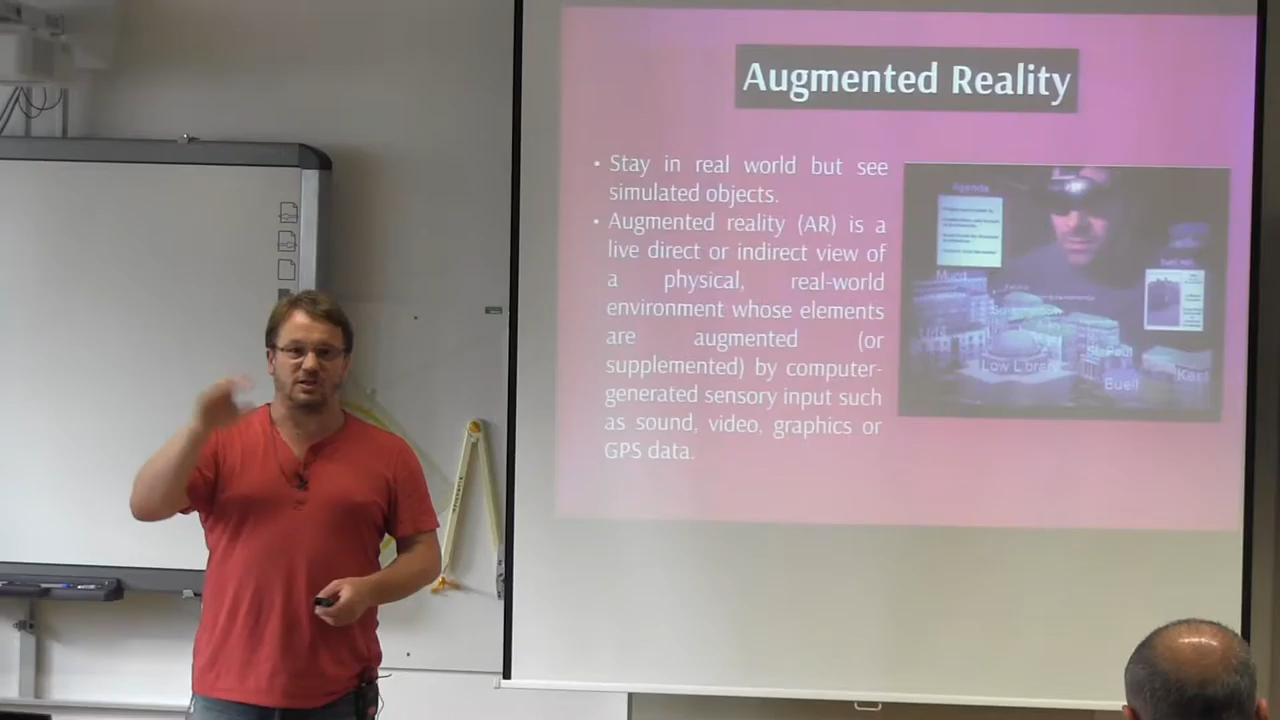 Augmented Reality
• Stay in real world but see
simulated objects.
• Augmented reality (AR) is a
live direct or indirect view of
a physical, real-world
environment whose elements
are augmented (or
supplemented) by computer-
generated sensory input such
as sound, video, graphics or
GPS data.
Agenda
Low Library
Buell